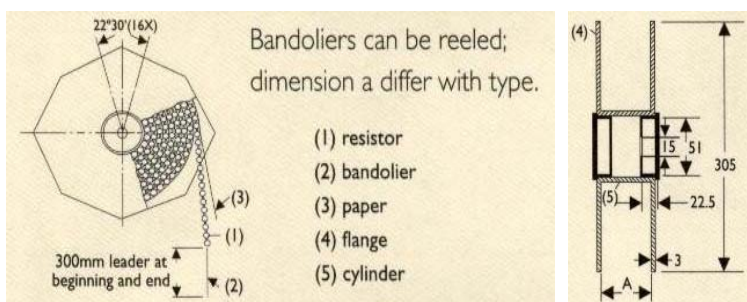 22°30'(16X)
Bandoliers can be reeled;
dimension a differ with type.
(1) resistor
(2) bandolier
(3) paper
(4) flange
(5) cylinder
(3)
(1)
300mm leader at
beginning and end
(2)
(4)
15
51
305
(5)
22.5
3
A